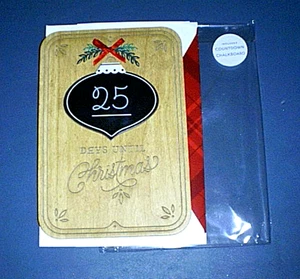 25
DAYS UNTIL
Christmas
COUNTDOWN
CHALKBOARD